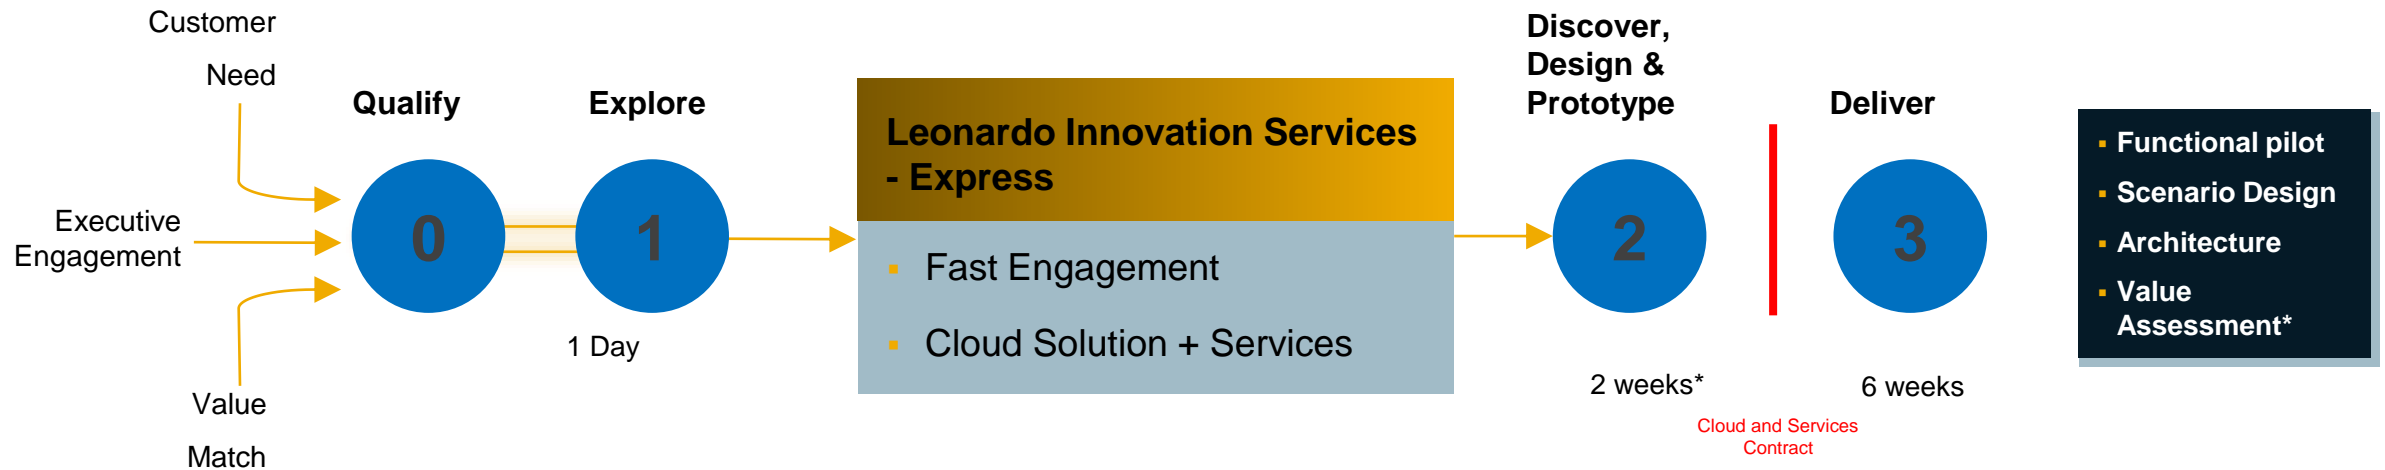 Customer
Need
Executive
Engagement
Value
Match
Qualify
0
Explore
1
1 Day
Leonardo Innovation Services
- Express
▪ Fast Engagement
▪ Cloud Solution + Services
Discover,
Design &
Prototype
2
2 weeks*
Cloud and Services
Contract
Deliver
3
6 weeks
▪ Functional pilot
▪ Scenario Design
▪ Architecture
▪ Value
Assessment*